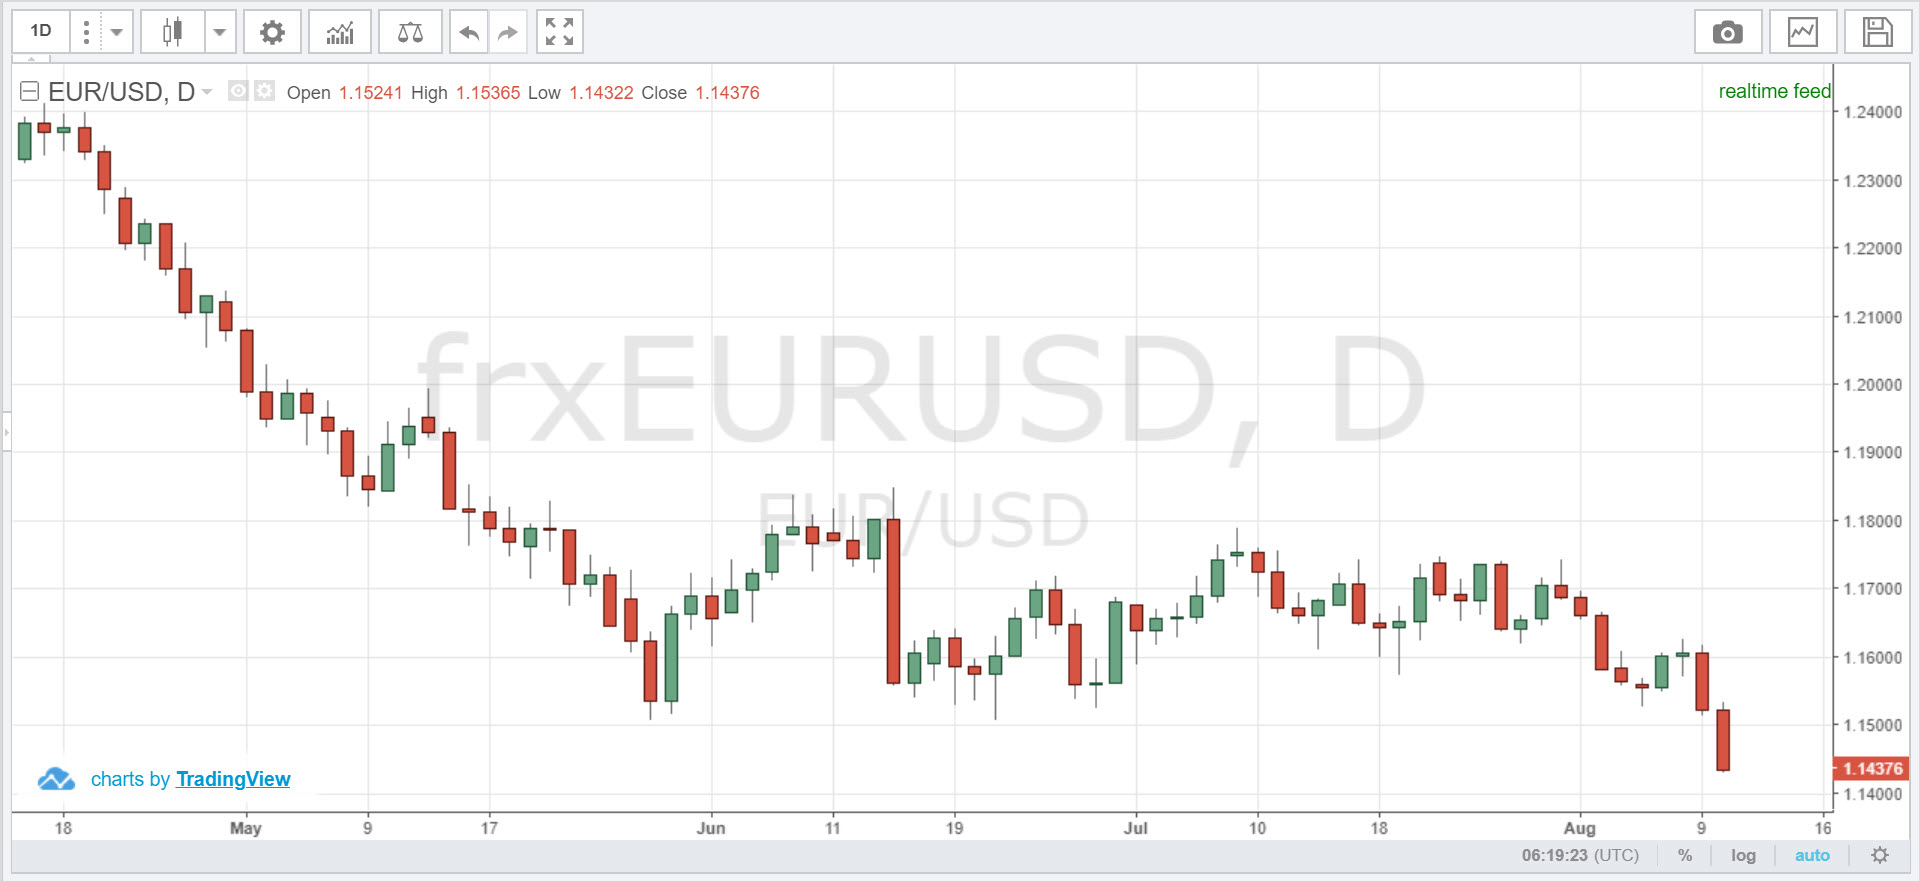 1D
EUR/USD, D Open 1.15241 High 1.15365 Low 1.14322 Close 1.14376
realtime feed
1.24000
1.23000
1.22000
1.21000
1.20000
1.19000
1.18000
1.17000
1.16000
1.15000
1.14376
1.14000
frxEURUSD, D
EUR/USD
charts by TradingView
18 May 9 17 Jun 11 19 Jul 10 18 Aug 9 16
06:19:23 (UTC) % log auto